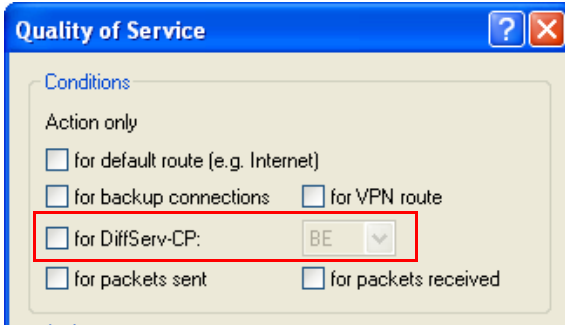 Quality of Service
Conditions
Action only
for default route (e.g. Internet)
for backup connections for VPN route
for DiffServ-CP: BE
for packets sent for packets received